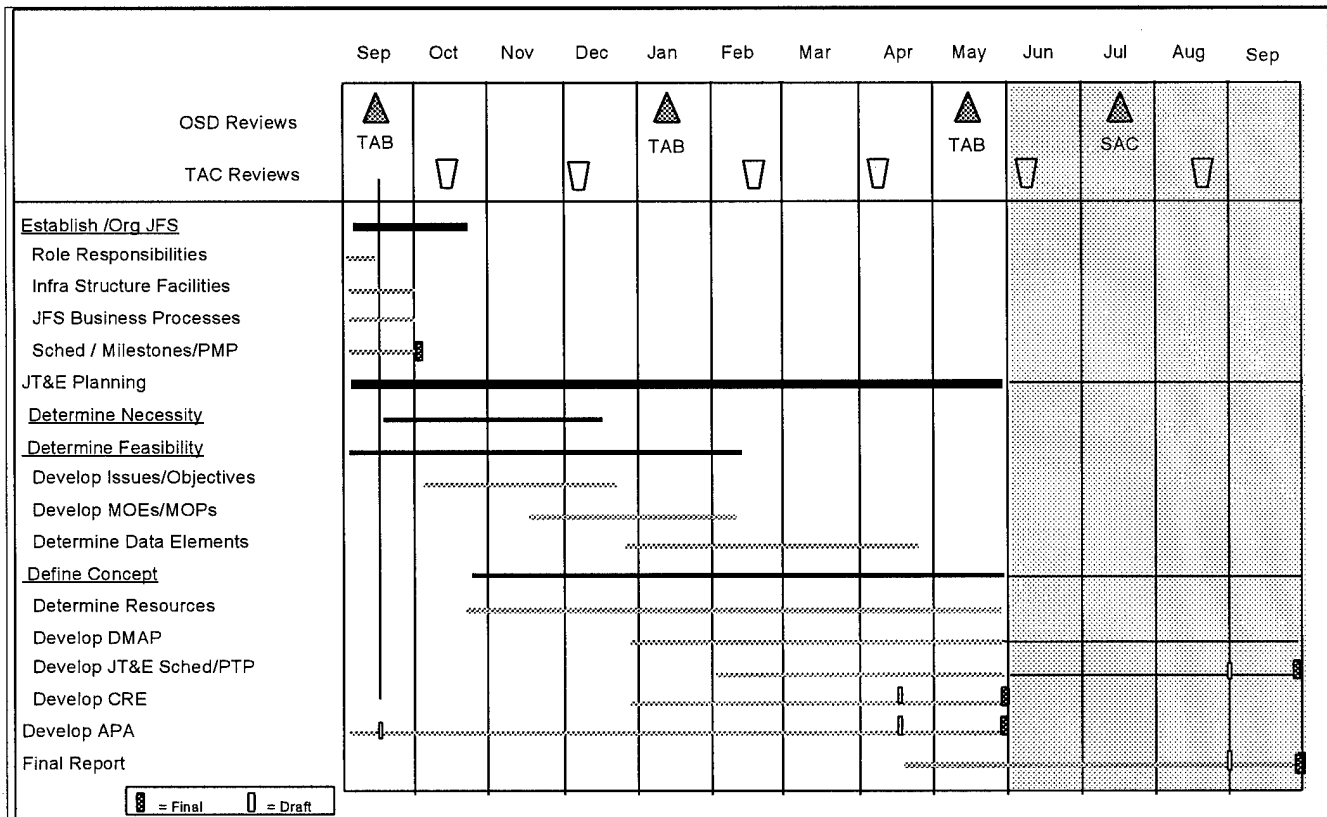 Sep Oct Nov Dec Jan Feb Mar Apr May Jun Jul Aug Sep
OSD Reviews
TAB TAB TAB SAC
TAC Reviews
Establish /Org JFS
Role Responsibilities
Infra Structure Facilities
JFS Business Processes
Sched / Milestones/PMP
JT&E Planning
Determine Necessity
Determine Feasibility
Develop Issues/Objectives
Develop MOEs/MOPs
Determine Data Elements
Define Concept
Determine Resources
Develop DMAP
Develop JT&E Sched/PTP
Develop CRE
Develop APA
Final Report
= Final = Draft